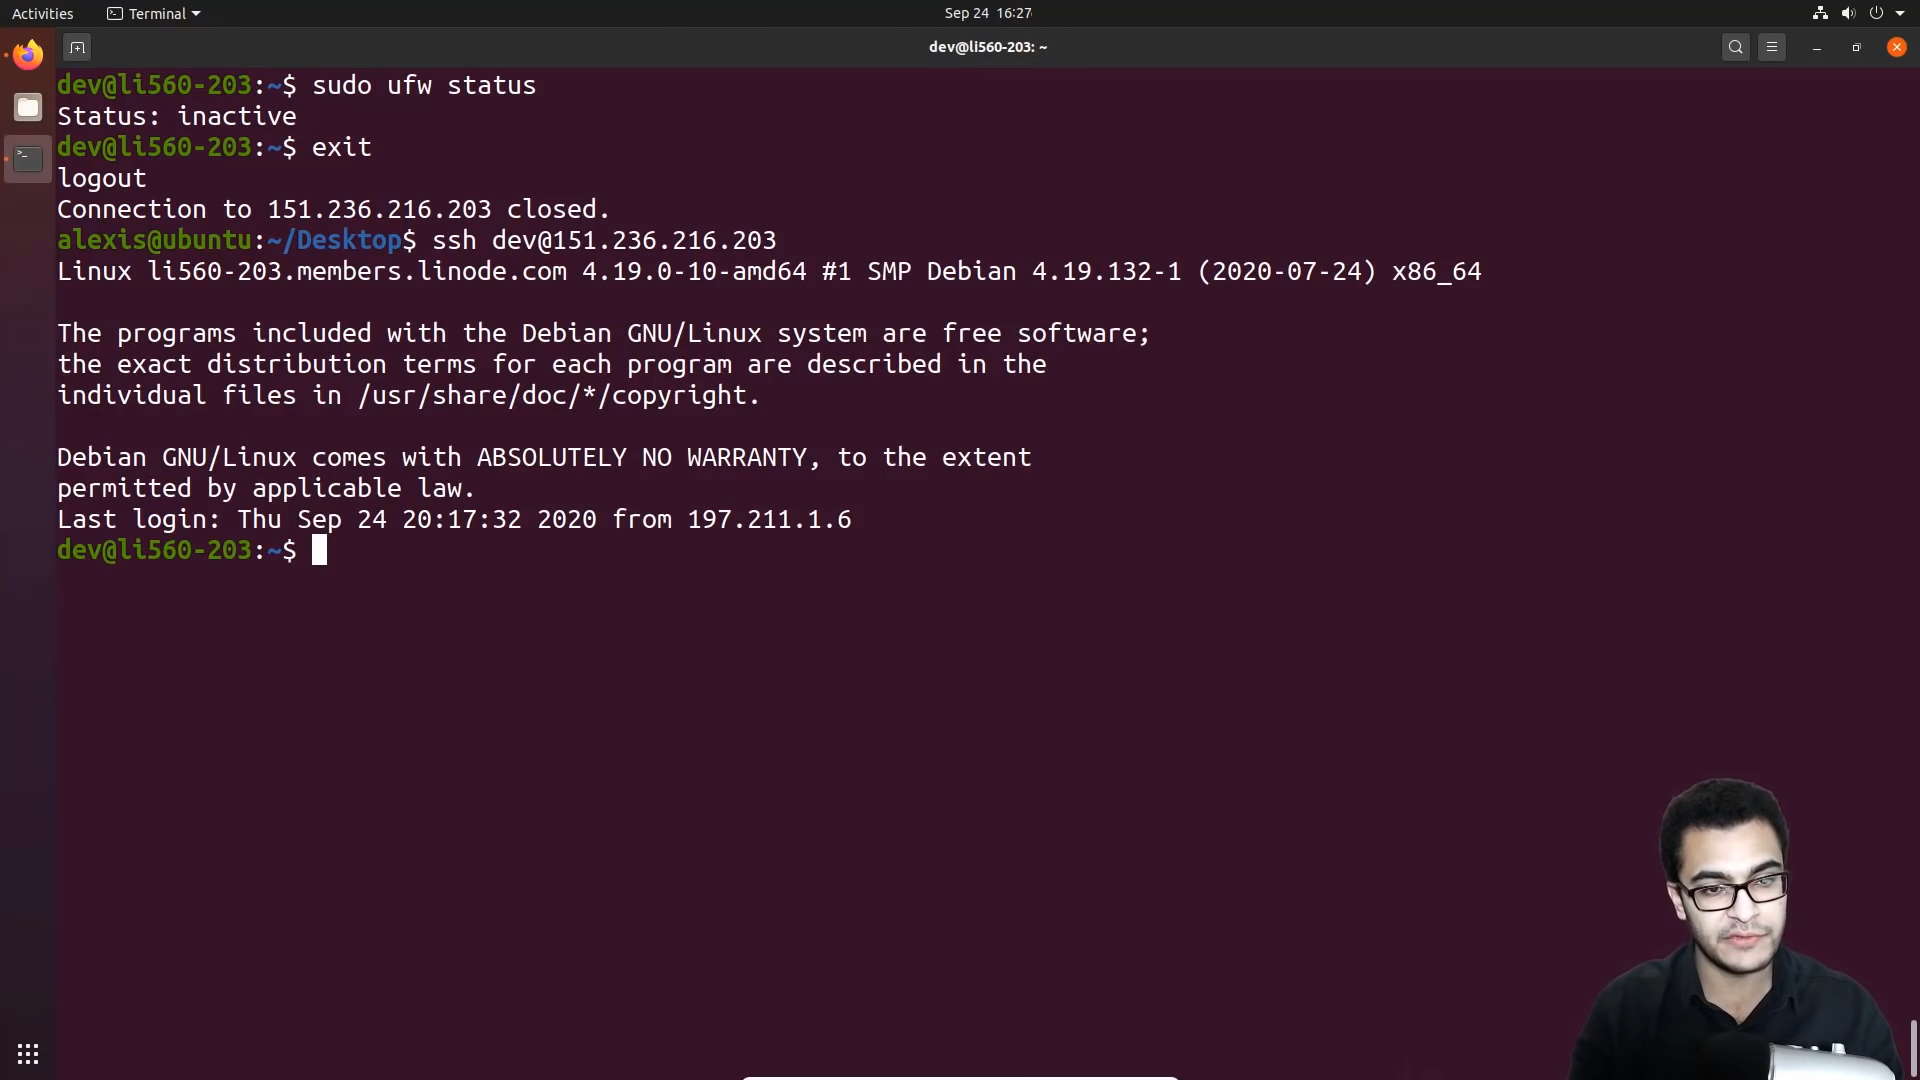 Activities
Terminal
Sep 24 16:27
dev@li560-203: ~
dev@li560-203:~$ sudo ufw status
Status: inactive
dev@li560-203:~$ exit
logout
Connection to 151.236.216.203 closed.
alexis@ubuntu:~/Desktop$ ssh dev@151.236.216.203
Linux li560-203.members.linode.com 4.19.0-10-amd64 #1 SMP Debian 4.19.132-1 (2020-07-24) x86_64
The programs included with the Debian GNU/Linux system are free software;
the exact distribution terms for each program are described in the
individual files in /usr/share/doc/*/copyright.
Debian GNU/Linux comes with ABSOLUTELY NO WARRANTY, to the extent
permitted by applicable law.
Last login: Thu Sep 24 20:17:32 2020 from 197.211.1.6
dev@li560-203:~$